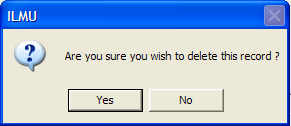 ILMU
Are you sure you wish to delete this record ?
Yes
No